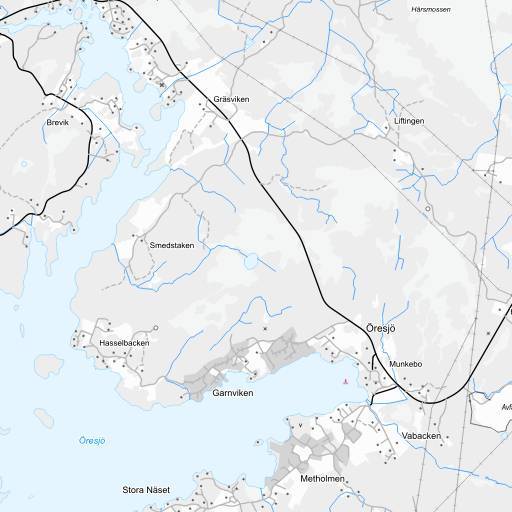 Härsmossen
Gräsviken
Brevik
Liftingen
Smedstaken
Öresjö
Hasselbacken
Munkebo
Garnviken
Öresjö
Vabacken
Metholmen
Stora Näset